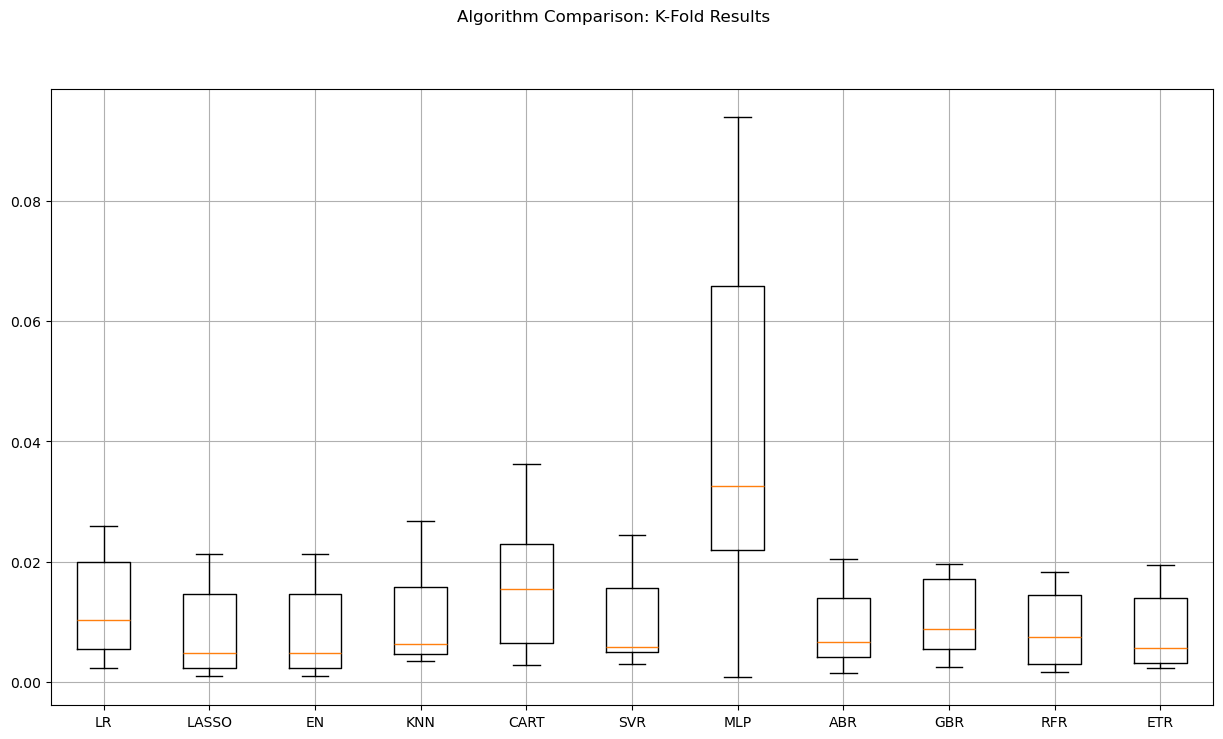 Algorithm Comparison: K-Fold Results
0.08
0.06
0.04
0.02
0.00
LR LASSO EN KNN CART SVR MLP ABR GBR RFR ETR